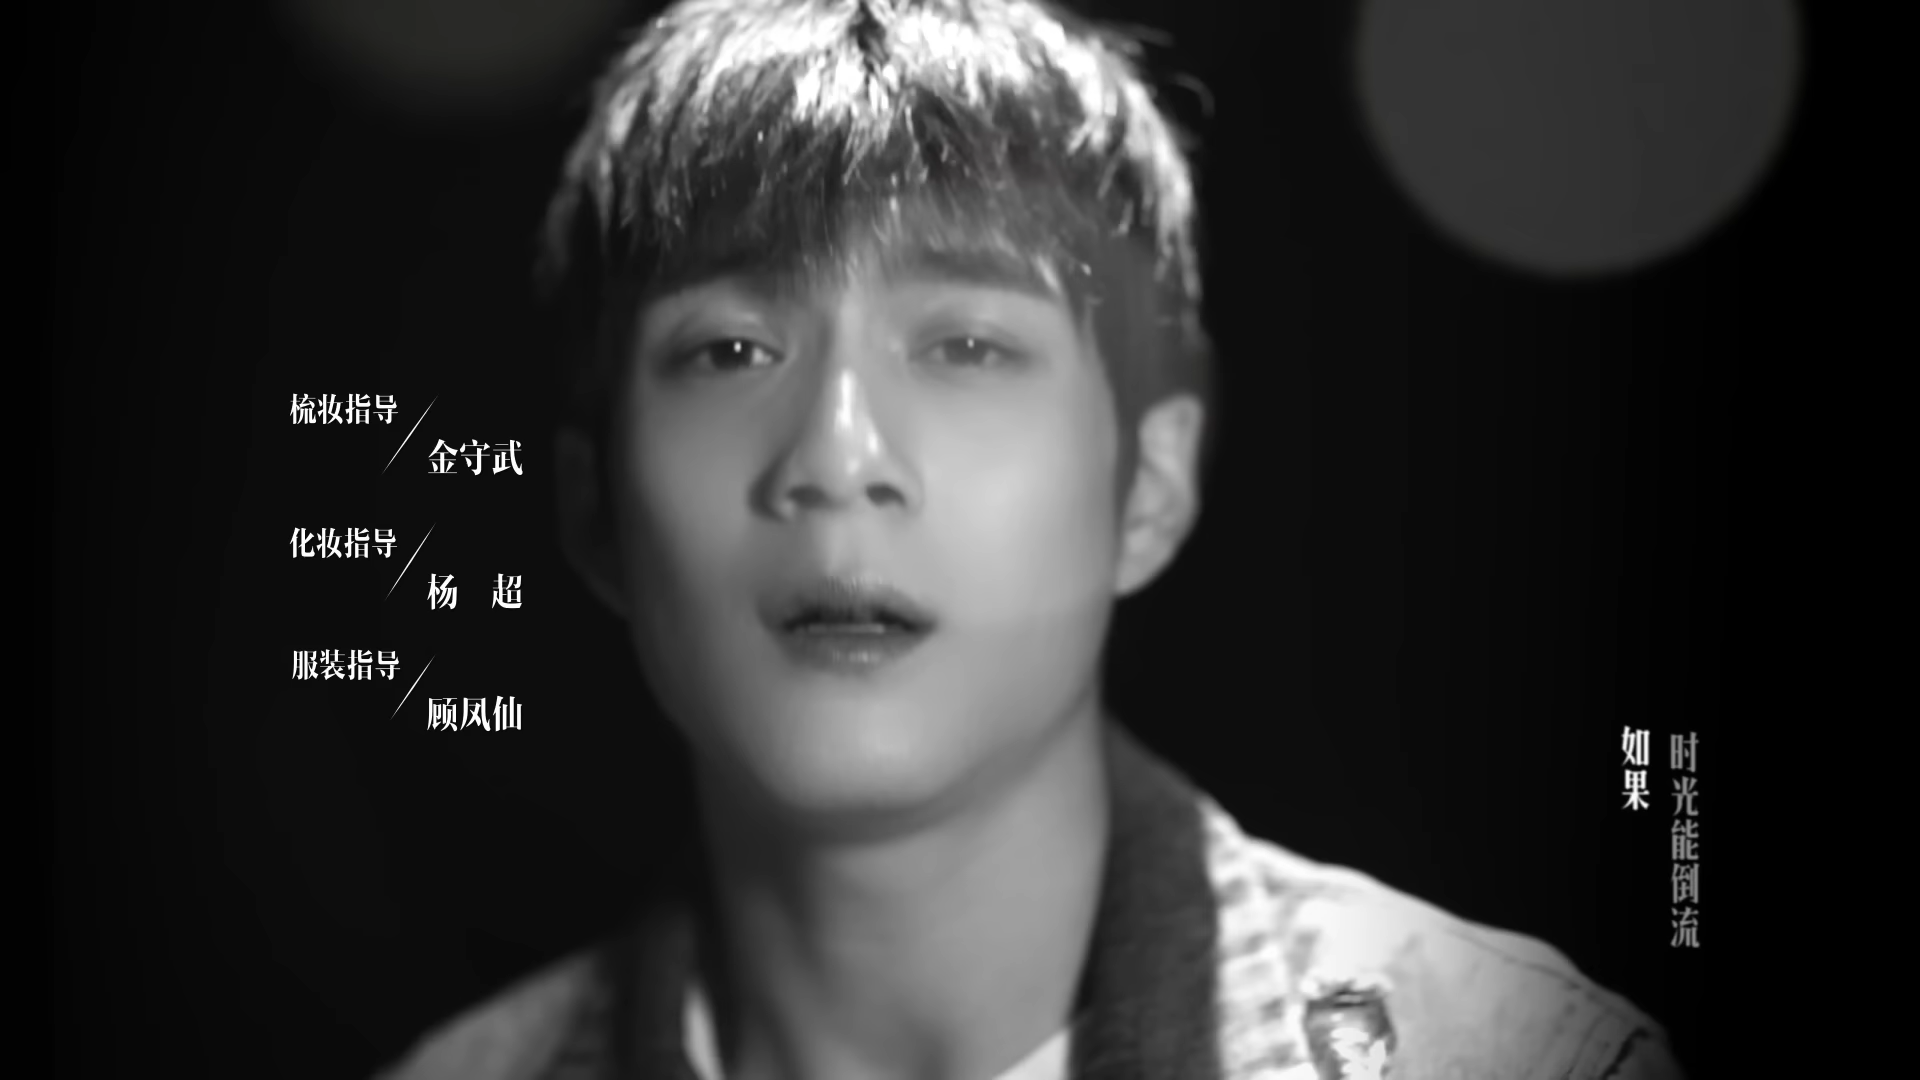 梳妆指导
金守武
化妆指导
杨 超
服装指导
顾凤仙
时光能倒流
如果